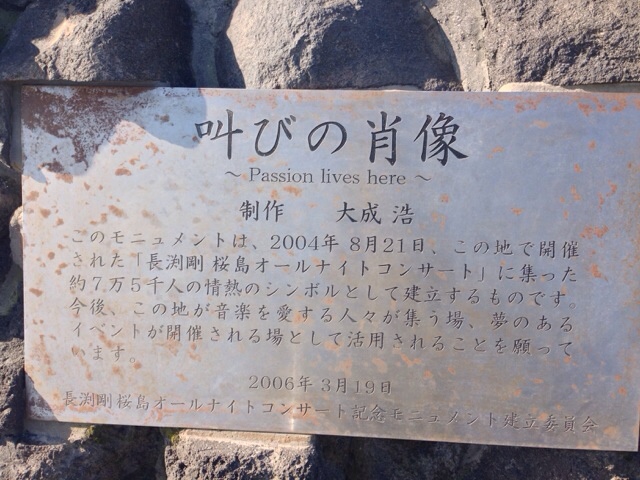 叫びの肖像
～ Passion lives here ～
制作　大成 浩
このモニュメントは、2004年 8月21日、この地で開催
された「長渕剛 桜島オールナイトコンサート」に集った
約7万5千人の情熱のシンボルとして建立するものです。
今後、この地が音楽を愛する人々が集う場、夢のある
イベントが開催される場として活用されることを願って
います。
2006年 3月19日
長渕剛 桜島オールナイトコンサート記念モニュメント建立委員会